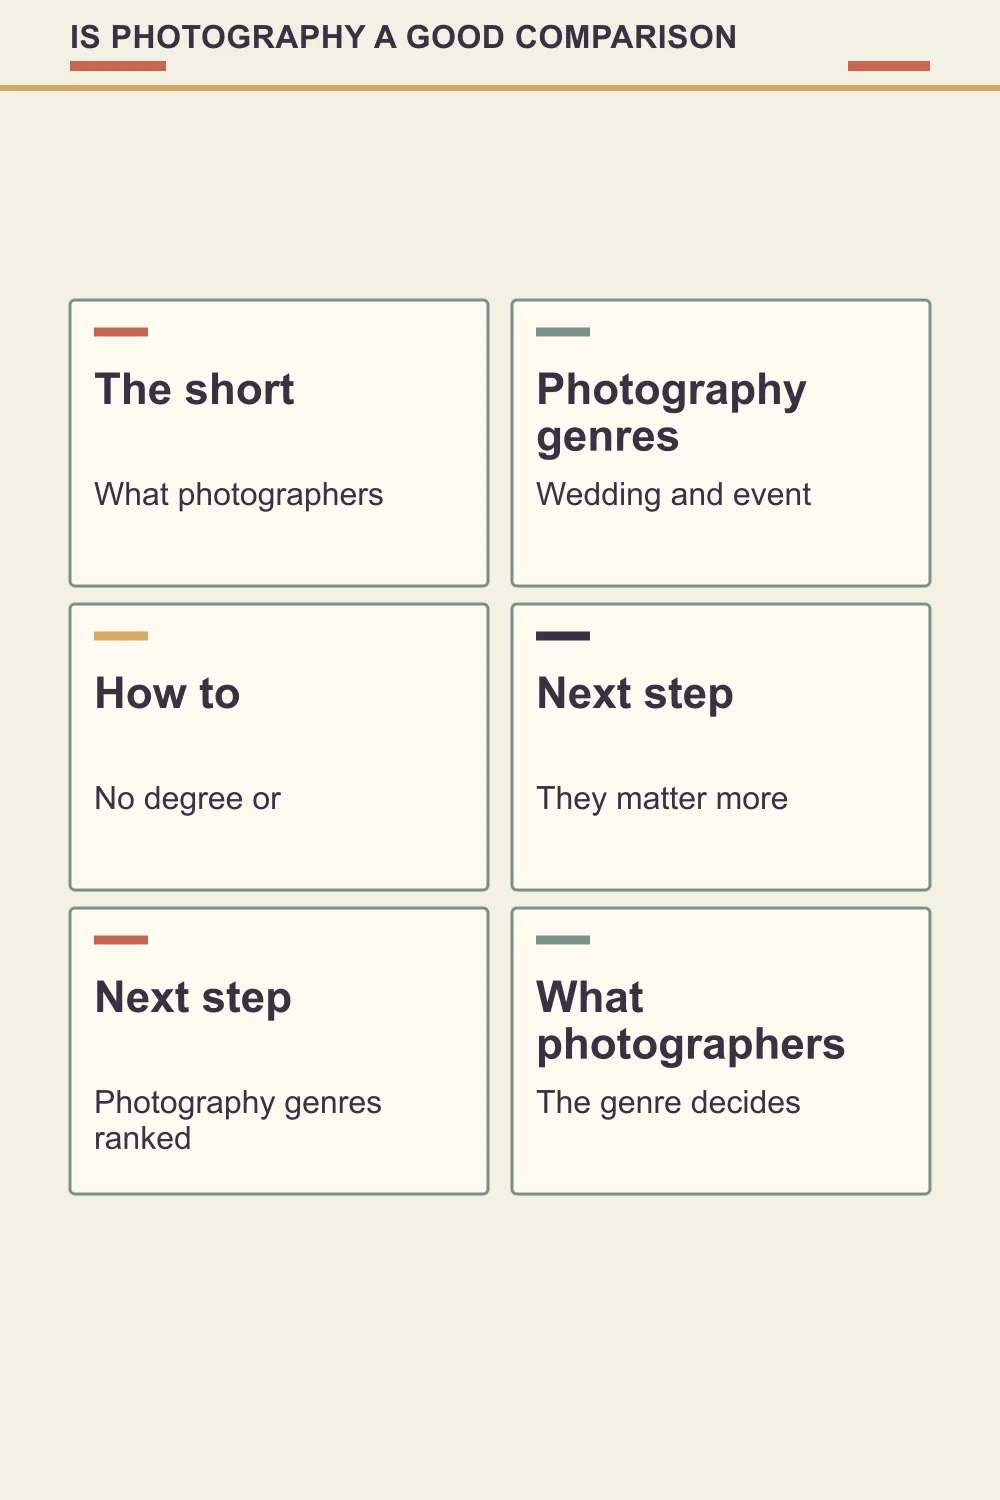 IS PHOTOGRAPHY A GOOD COMPARISON
The short
What photographers
Photography
genres
Wedding and event
How to
No degree or
Next step
They matter more
Next step
Photography genres
ranked
What
photographers
The genre decides